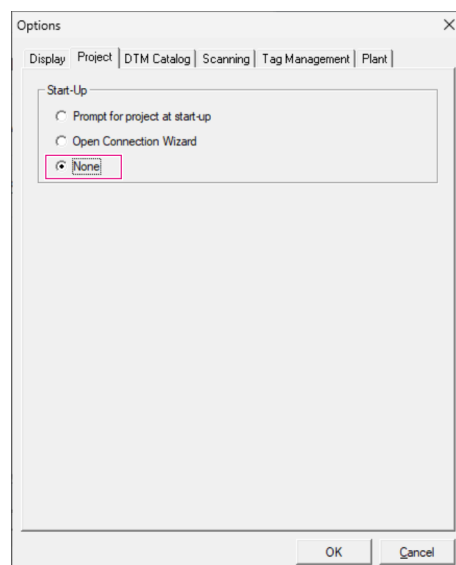 Options
Display Project DTM Catalog Scanning Tag Management Plant
Start-Up
Prompt for project at start-up
Open Connection Wizard
None
OK Cancel